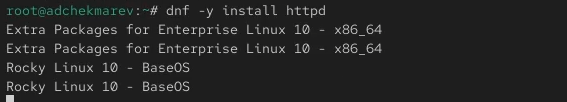 root@adchekmarev:~# dnf -y install httpd
Extra Packages for Enterprise Linux 10 - x86_64
Extra Packages for Enterprise Linux 10 - x86_64
Rocky Linux 10 - BaseOS
Rocky Linux 10 - BaseOS